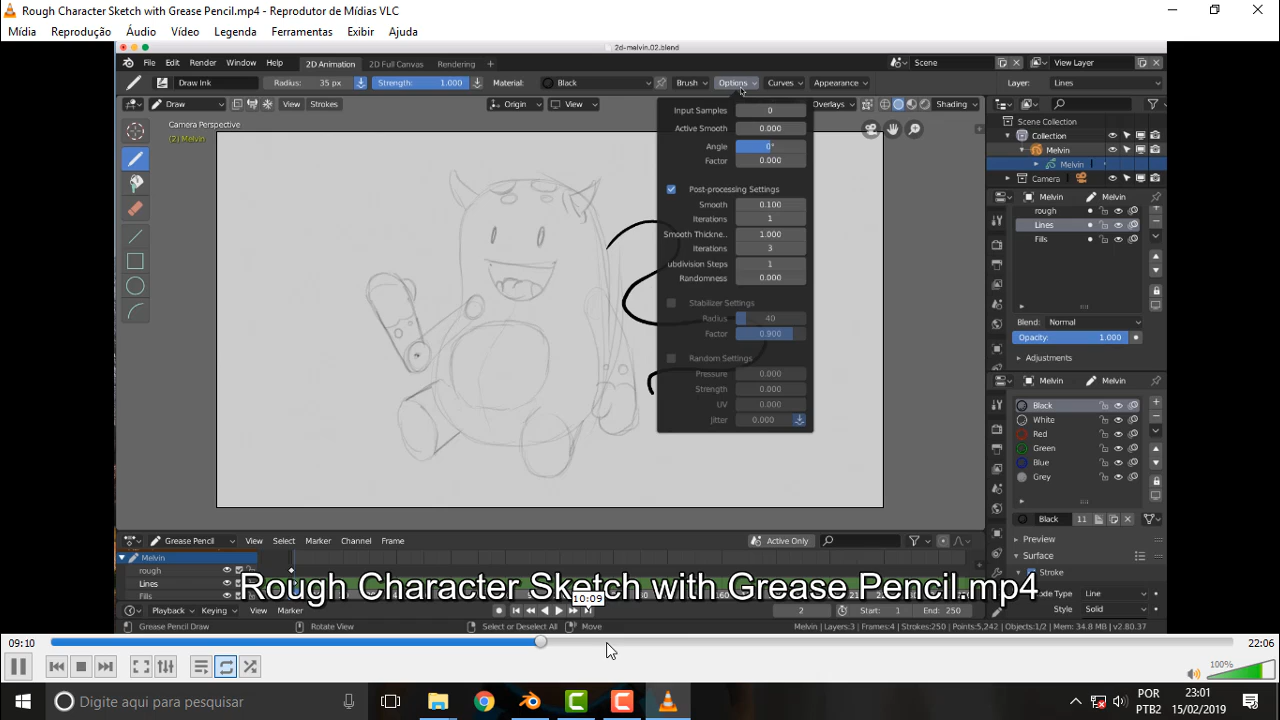 Rough Character Sketch with Grease Pencil.mp4 - Reprodutor de Mídias VLC
Mídia Reprodução Áudio Vídeo Legenda Ferramentas Exibir Ajuda
2d-melvin.02.blend
File Edit Render Window Help 2D Animation 2D Full Canvas Rendering Scene View Layer
Draw Ink Radius: 35 px Strength: 1.000 Material: Black Brush Options Curves Appearance Layer: Lines
Draw View Strokes Origin View Overlays Shading
Camera Perspective
(2) Melvin
Input Samples 0
Active Smooth 0.000
Angle 0°
Factor 0.000
Post-processing Settings
Smooth 0.100
Iterations 1
Smooth Thickne.. 1.000
Iterations 3
ubdivision Steps 1
Randomness 0.000
Stabilizer Settings
Radius 40
Factor 0.900
Random Settings
Pressure 0.000
Strength 0.000
UV 0.000
Jitter 0.000
Scene Collection
Collection
Melvin
Melvin
Camera
Melvin Melvin
rough
Lines
Fills
Blend: Normal
Opacity: 1.000
Adjustments
Melvin Melvin
Black
White
Red
Green
Blue
Grey
Black 11
Preview
Surface
Stroke
Mode Type: Line
Style Solid
Grease Pencil View Select Marker Channel Frame Active Only
Melvin
rough
Lines
Rough Character Sketch with Grease Pencil.mp4
10:09
Playback Keying View Marker 2 Start: 1 End: 250
Grease Pencil Draw Rotate View Select or Deselect All Move Melvin | Layers:3 | Frames:4 | Strokes:250 | Points:5,242 | Objects:1/2 | Mem: 34.8 MB | v2.80.37
09:10 22:06
100%
Digite aqui para pesquisar
POR
PTB2
23:01
15/02/2019